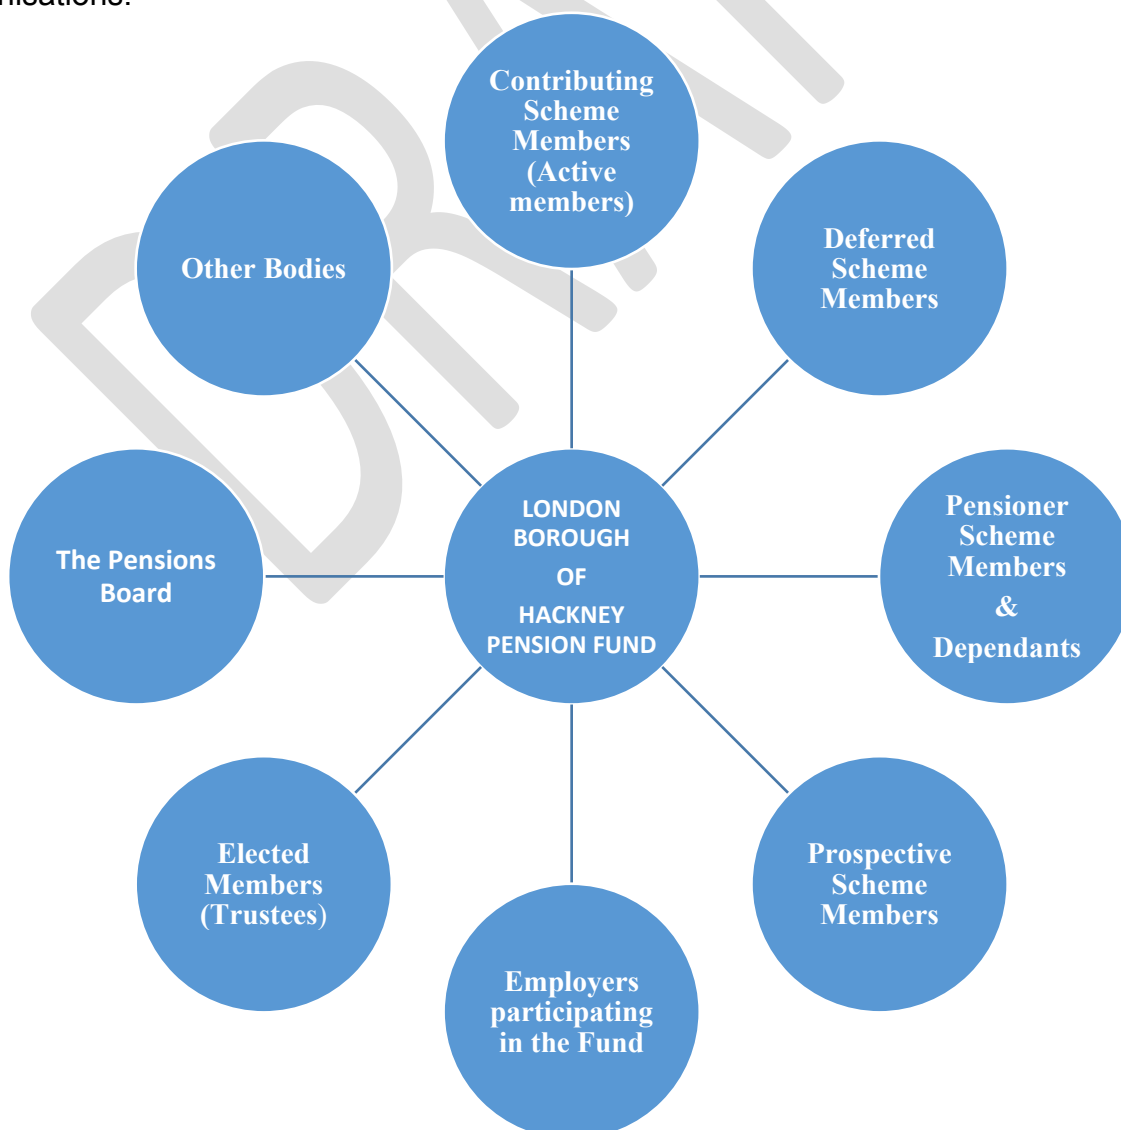 nisations.
Contributing
Scheme
Members
(Active
members)
Deferred
Scheme
Members
Other Bodies
Pensioner
Scheme
Members
&
Dependants
LONDON
BOROUGH
OF
HACKNEY
PENSION FUND
The Pensions
Board
Elected
Members
(Trustees)
Prospective
Scheme
Members
Employers
participating
in the Fund